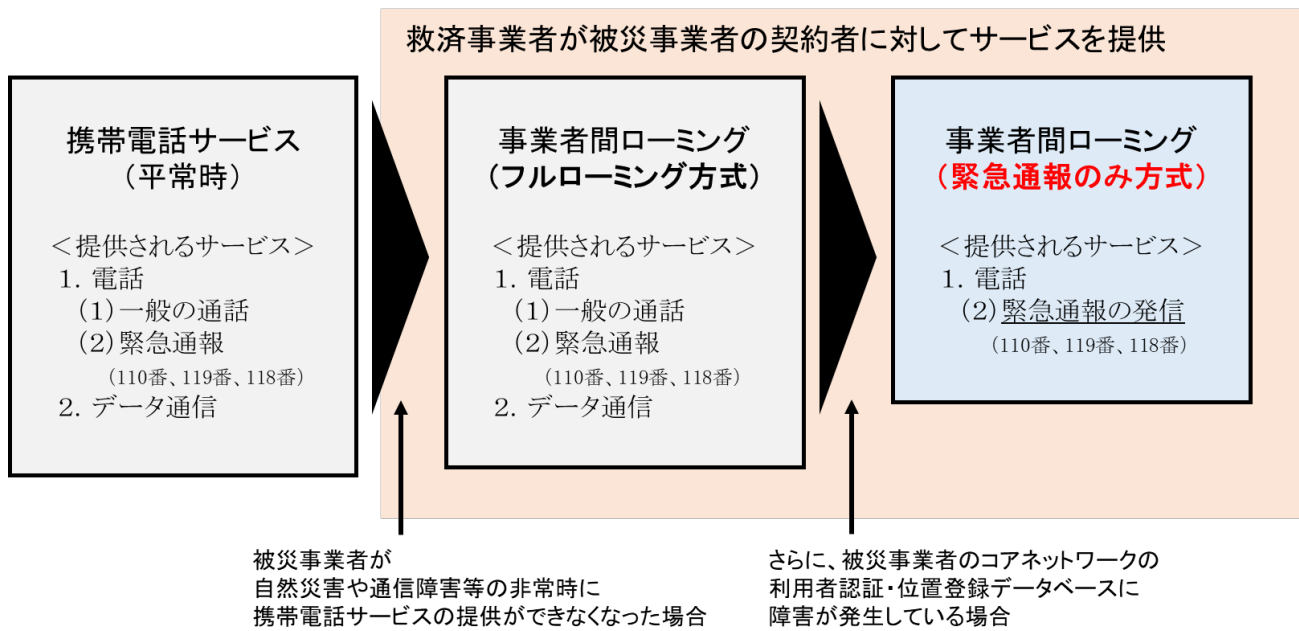 救済事業者が被災事業者の契約者に対してサービスを提供
携帯電話サービス
（平常時）
＜提供されるサービス＞
１．電話
（１）一般の通話
（２）緊急通報
（110番、119番、118番）
２．データ通信
事業者間ローミング
（フルローミング方式）
＜提供されるサービス＞
１．電話
（１）一般の通話
（２）緊急通報
（110番、119番、118番）
２．データ通信
事業者間ローミング
（緊急通報のみ方式）
＜提供されるサービス＞
１．電話
（２）緊急通報の発信
（110番、119番、118番）
被災事業者が
自然災害や通信障害等の非常時に
携帯電話サービスの提供ができなくなった場合
さらに、被災事業者のコアネットワークの
利用者認証・位置登録データベースに
障害が発生している場合